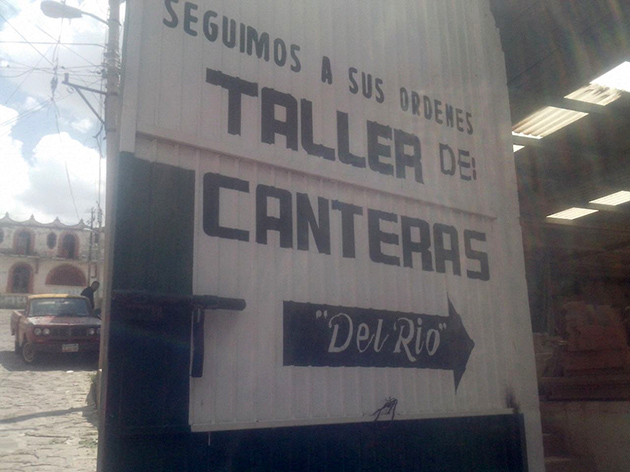 SEGUIMOS A SUS ORDENES
TALLER DE:
CANTERAS
"Del Rio"